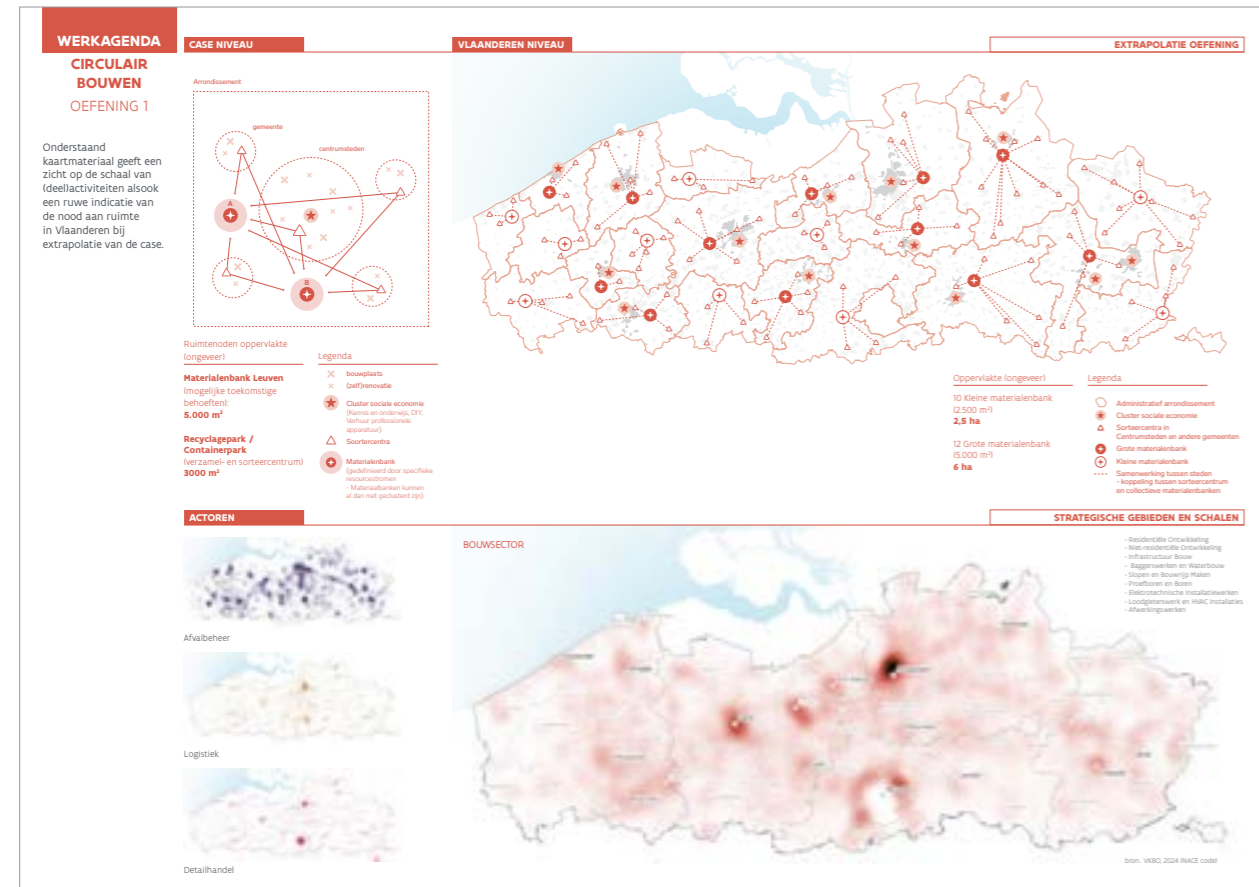 WERKAGENDA
CIRCULAIR
BOUWEN
OEFENING 1
Onderstaand
kaartmateriaal geeft een
zicht op de schaal van
(deel)activiteiten alsook
een ruwe indicatie van
de nood aan ruimte
in Vlaanderen bij
extrapolatie van de case.
CASE NIVEAU
Arrondissement
gemeente
centrumsteden
A
B
Ruimtenoden oppervlakte
(ongeveer)
Materialenbank Leuven
(mogelijke toekomstige
behoeften):
5.000 m²
Recyclagepark /
Containerpark
(verzamel- en sorteercentrum)
3000 m²
Legenda
bouwplaats
(zelf)renovatie
Cluster sociale economie
(Kennis en onderwijs, DIY,
Verhuur professionele
apparatuur)
Soortercentra
Materialenbank
(gedefineerd door specifieke
resourcestromen
- Materiaalbanken kunnen
al dan niet geclusterd zijn)
VLAANDEREN NIVEAU
EXTRAPOLATIE OEFENING
Oppervlakte (ongeveer)
10 Kleine materialenbank
(2.500 m²)
2,5 ha
12 Grote materialenbank
(5.000 m²)
6 ha
Legenda
Administratief arrondissement
Cluster sociale economie
Sorteercentra in
Centrumsteden en andere gemeenten
Grote materialenbank
Kleine materialenbank
Samenwerking tussen steden
- koppeling tussen sorteercentrum
en collectieve materialenbanken
ACTOREN
Afvalbeheer
Logistiek
Detailhandel
STRATEGISCHE GEBIEDEN EN SCHALEN
BOUWSECTOR
- Residentiële Ontwikkeling
- Niet-residentiële Ontwikkeling
- Infrastructuur Bouw
- Baggerswerken en Waterbouw
- Slopen en Bouwrijp Maken
- Proefboren en Boren
- Elektrotechnische Installatiewerken
- Loodgieterswerk en HVAC Installaties
- Afwerkingswerken
bron. VKBO, 2024 (NACE code)